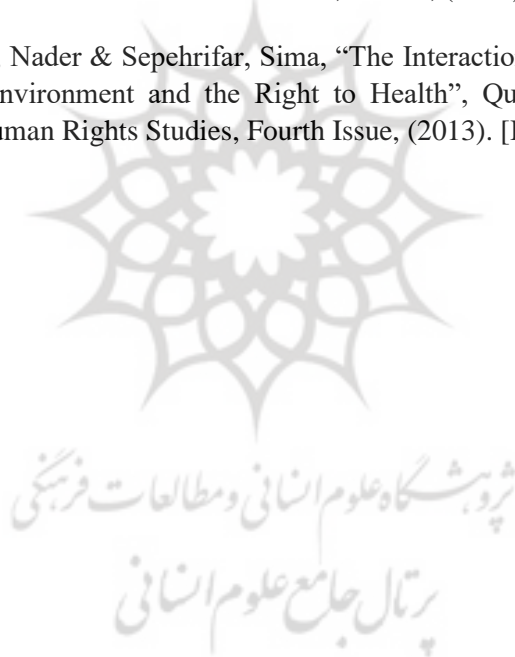 Nader & Sepehrifar, Sima, “The Interaction
nvironment and the Right to Health”, Qu
uman Rights Studies, Fourth Issue, (2013). [
پژوهشگاه علوم انسانی و مطالعات فرهنگی
پرتال جامع علوم انسانی